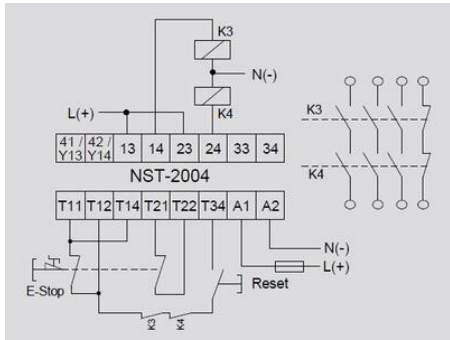 K3
N(-)
L(+)
K4
K3
41 / Y13 42 / Y14 13 14 23 24 33 34
NST-2004
K4
T11 T12 T14 T21 T22 T34 A1 A2
N(-)
L(+)
E-Stop
Reset
K3 K4